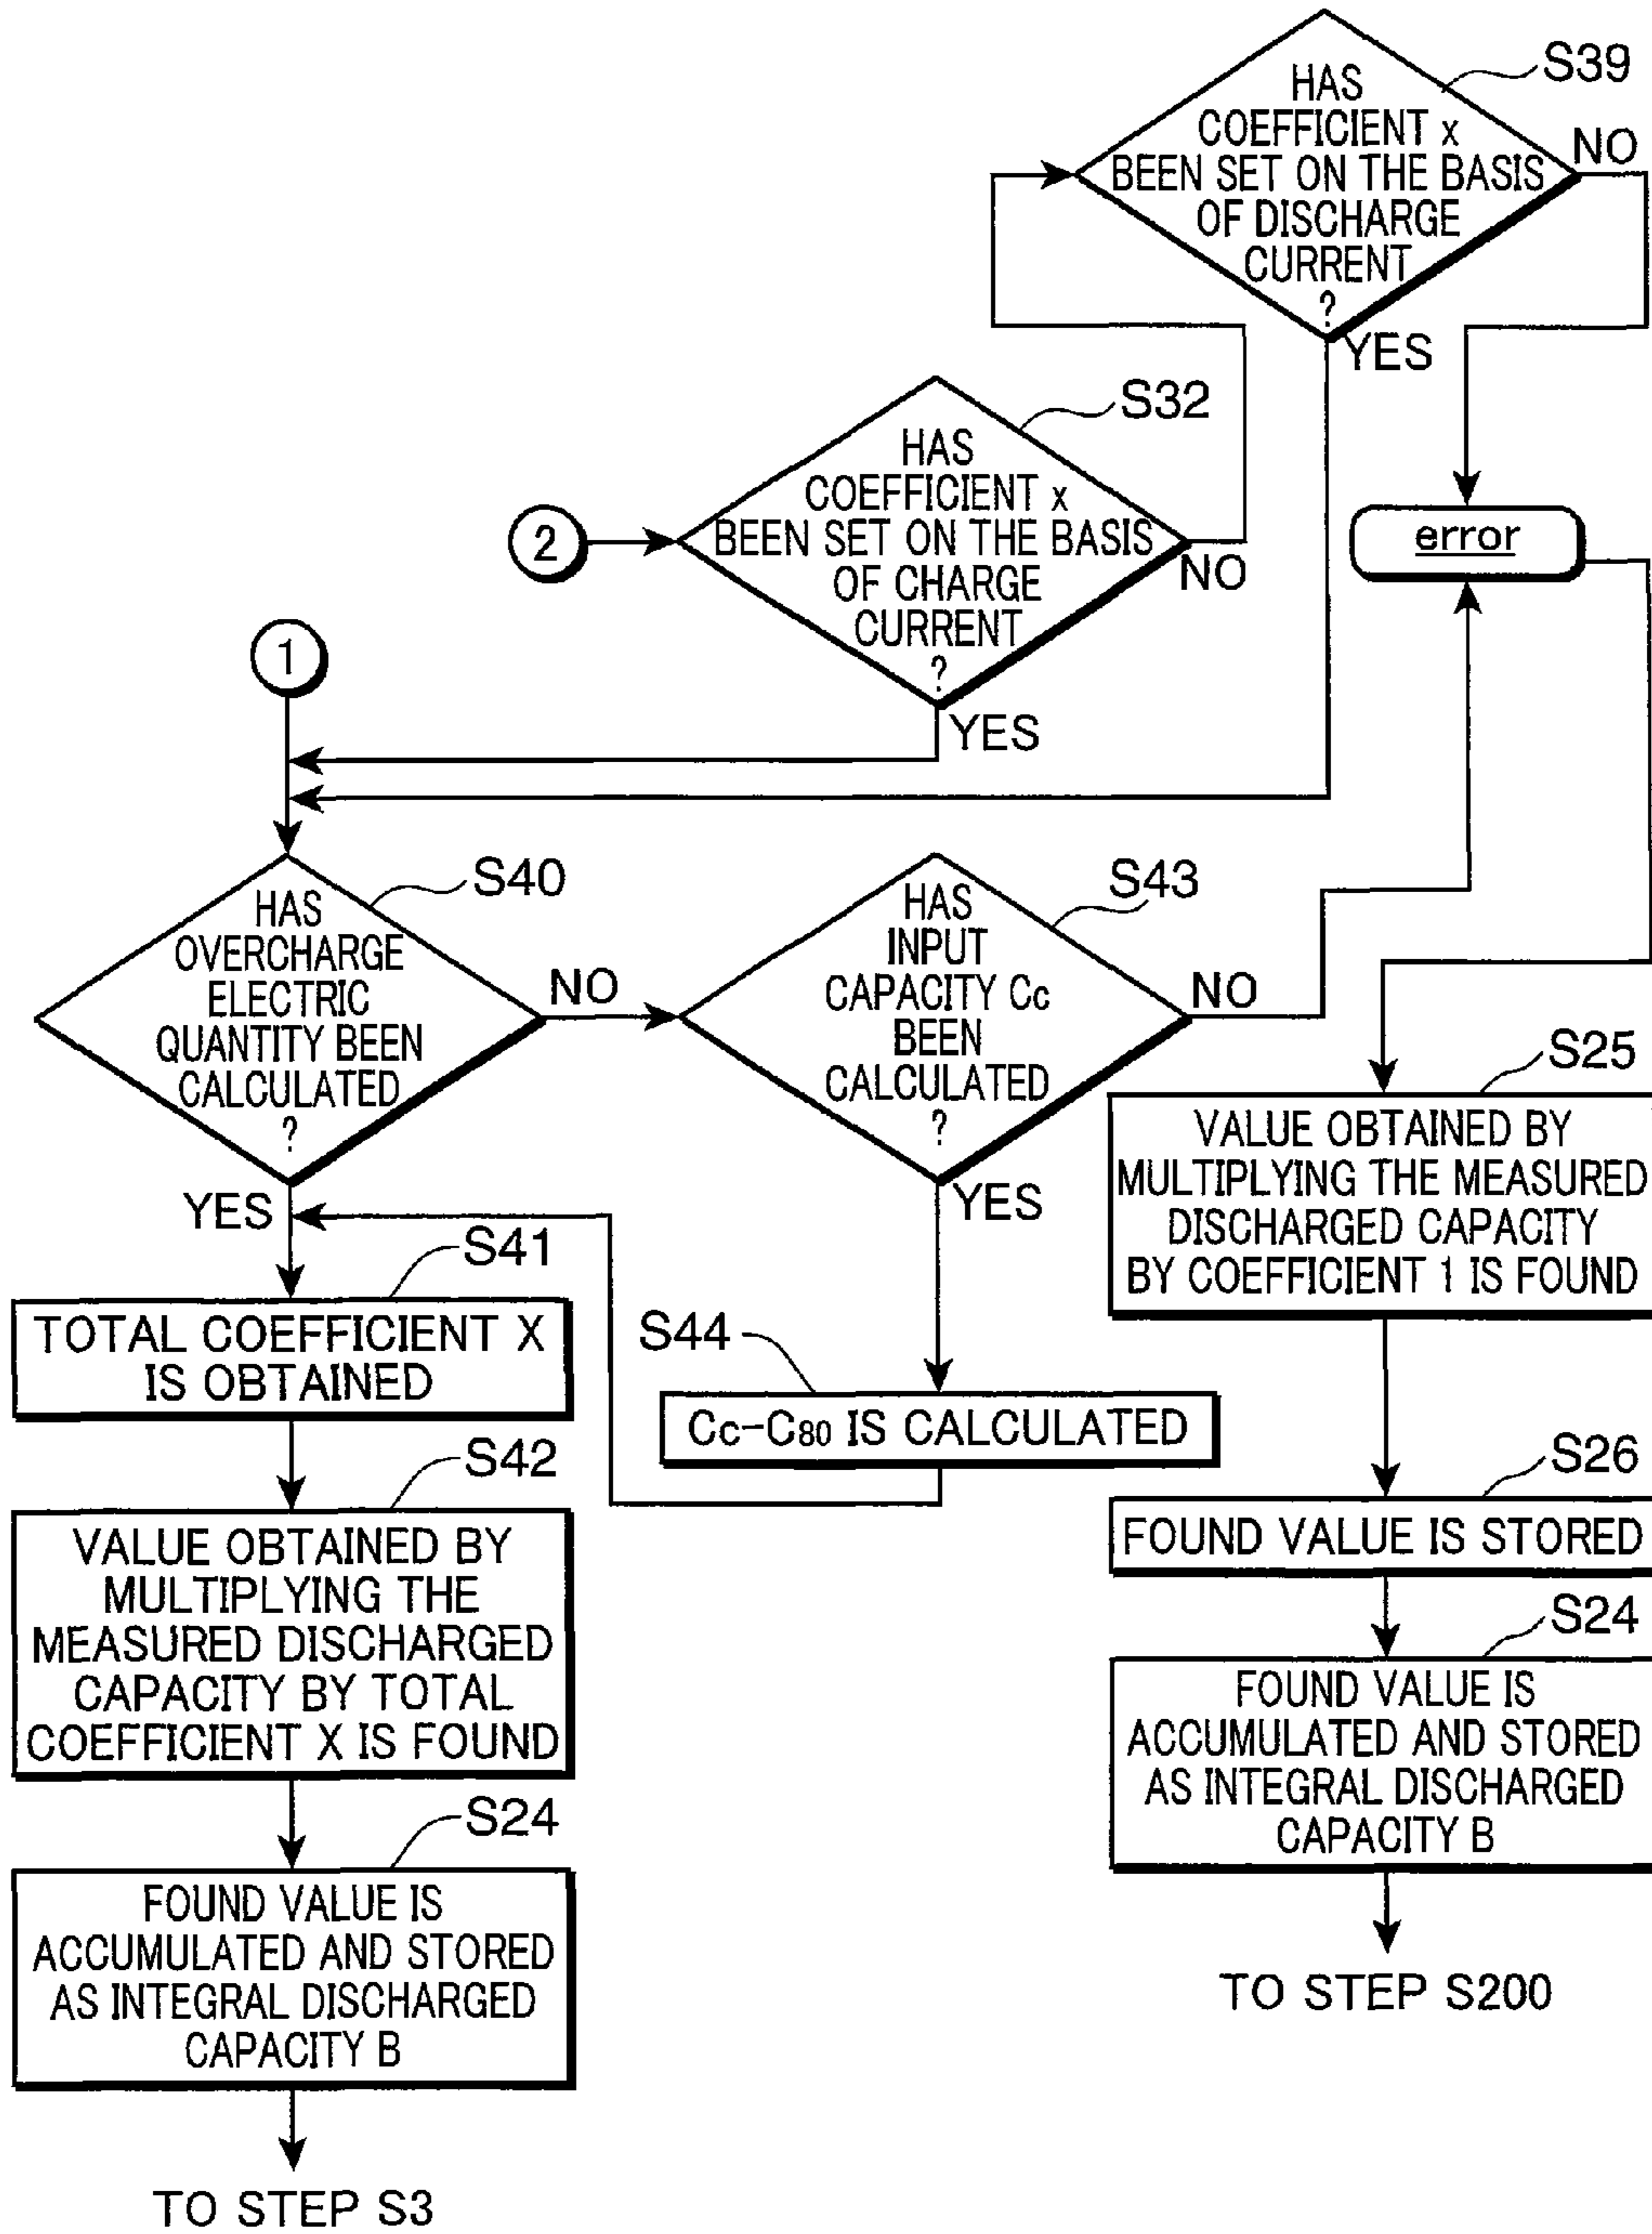 S39
HAS
COEFFICIENT x
BEEN SET ON THE BASIS
OF DISCHARGE
CURRENT
?
NO
YES
S32
HAS
COEFFICIENT x
BEEN SET ON THE BASIS
OF CHARGE
CURRENT
?
NO
YES
2
error
1
S40
HAS
OVERCHARGE
ELECTRIC
QUANTITY BEEN
CALCULATED
?
NO
YES
S43
HAS
INPUT
CAPACITY Cc
BEEN
CALCULATED
?
NO
YES
S41
TOTAL COEFFICIENT X
IS OBTAINED
S44
Cc-C80 IS CALCULATED
S42
VALUE OBTAINED BY
MULTIPLYING THE
MEASURED DISCHARGED
CAPACITY BY TOTAL
COEFFICIENT X IS FOUND
S24
FOUND VALUE IS
ACCUMULATED AND STORED
AS INTEGRAL DISCHARGED
CAPACITY B
TO STEP S3
S25
VALUE OBTAINED BY
MULTIPLYING THE MEASURED
DISCHARGED CAPACITY
BY COEFFICIENT 1 IS FOUND
S26
FOUND VALUE IS STORED
S24
FOUND VALUE IS
ACCUMULATED AND STORED
AS INTEGRAL DISCHARGED
CAPACITY B
TO STEP S200